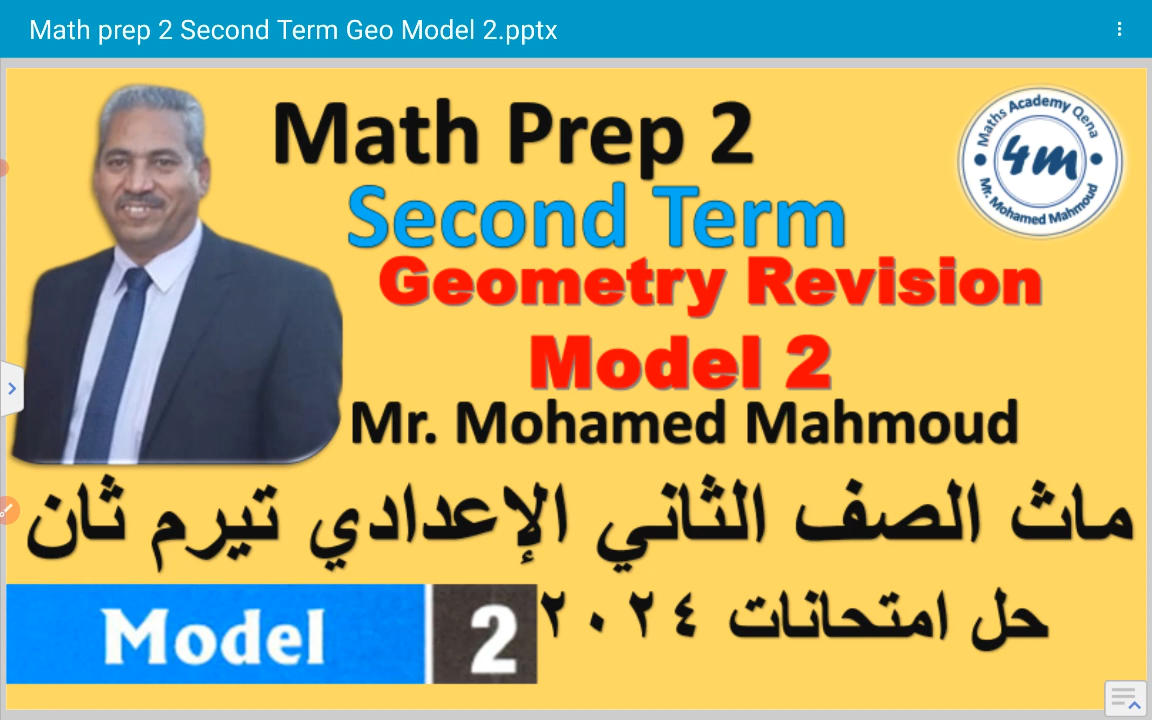 Math prep 2 Second Term Geo Model 2.pptx
Math Prep 2
Second Term
Geometry Revision
Model 2
Mr. Mohamed Mahmoud
Maths Academy Qena
4m
Mr. Mohamed Mahmoud
ماث الصف الثاني الإعدادي تيرم ثان
حل امتحانات ٢٠٢٤
Model 2